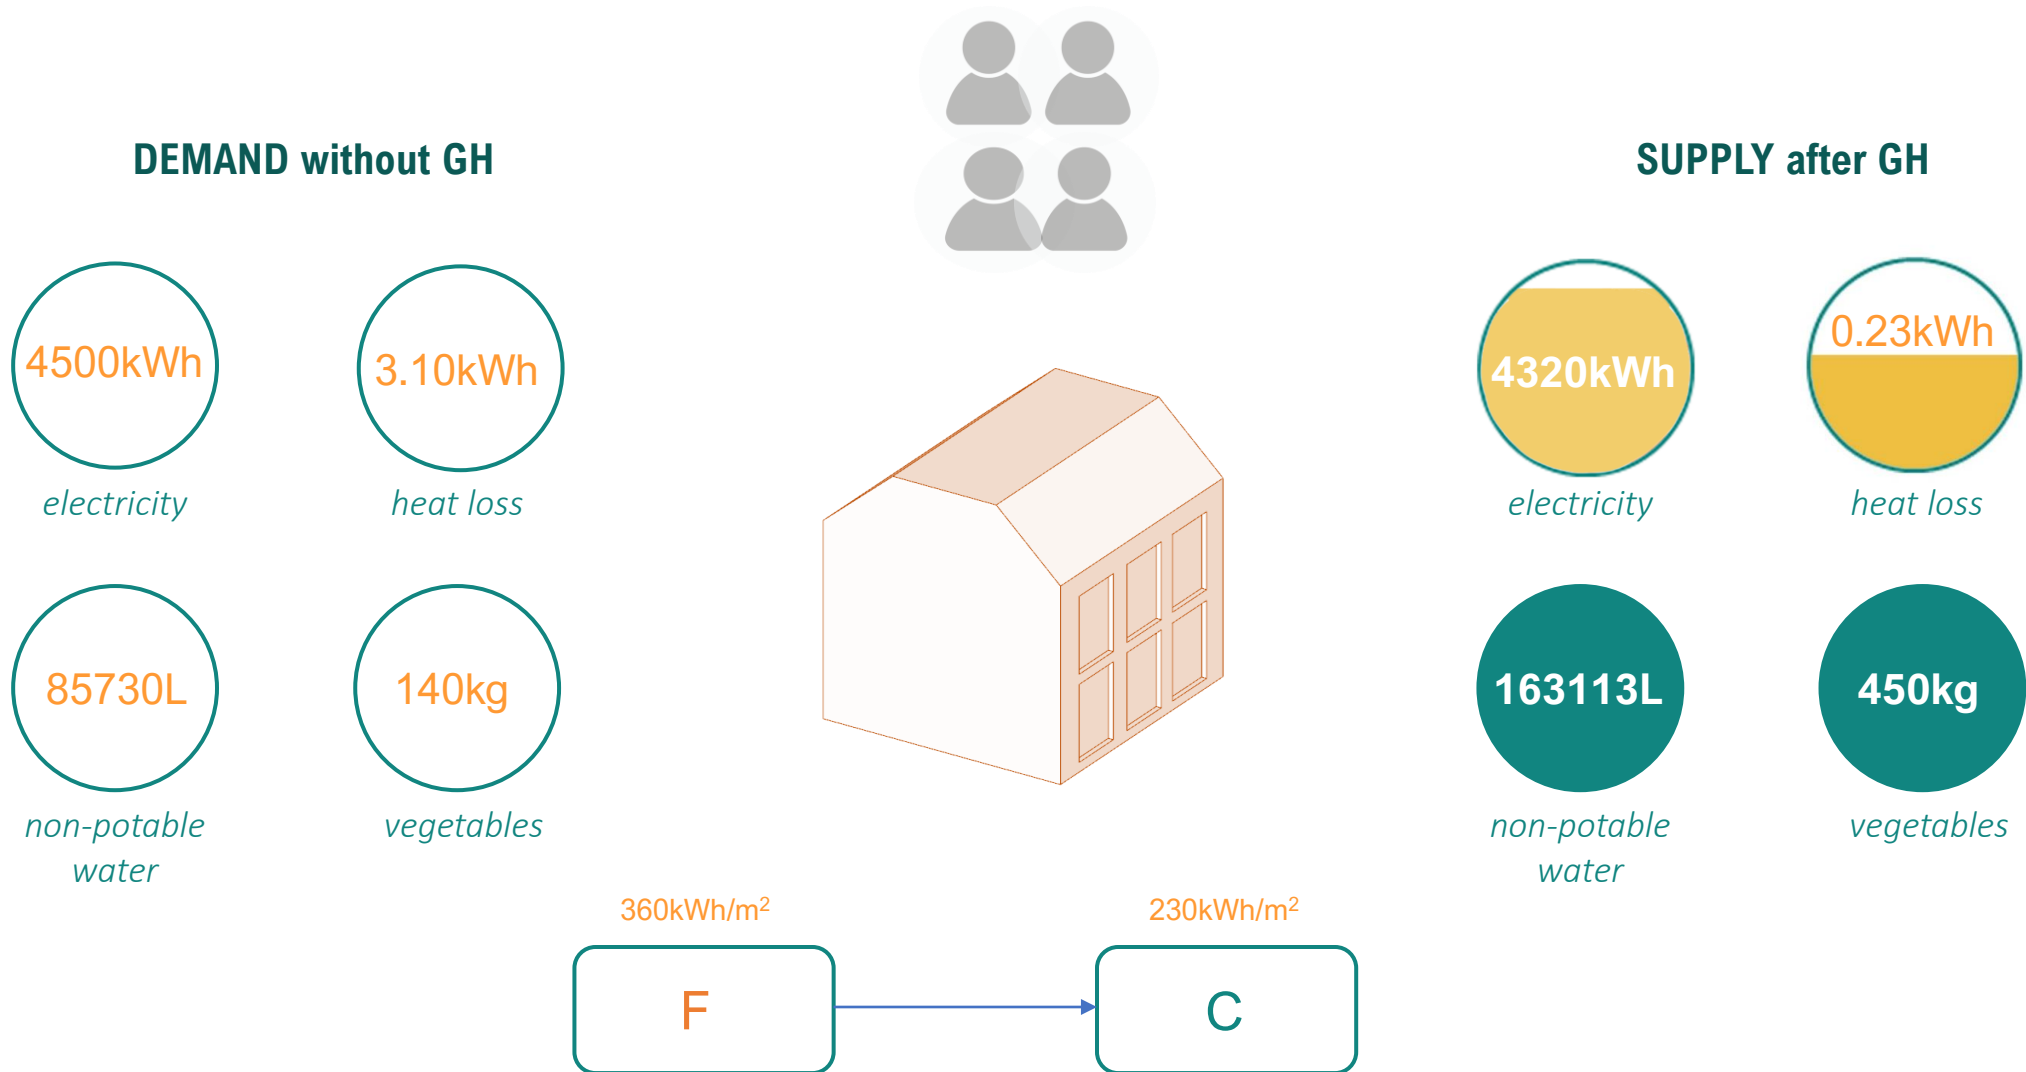 DEMAND without GH
4500kWh
electricity
3.10kWh
heat loss
85730L
non-potable
water
140kg
vegetables
SUPPLY after GH
4320kWh
electricity
0.23kWh
heat loss
163113L
non-potable
water
450kg
vegetables
360kWh/m²
F
230kWh/m²
C